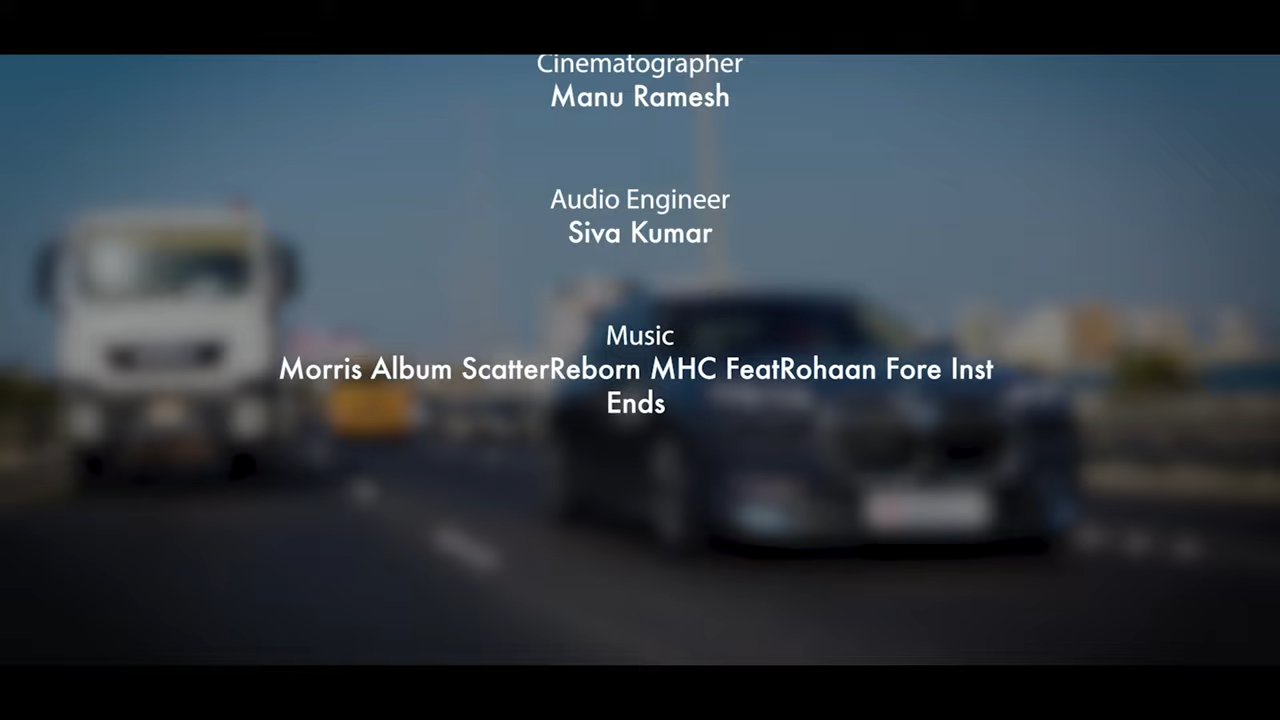 Cinematographer
Manu Ramesh
Audio Engineer
Siva Kumar
Music
Morris Album ScatterReborn MHC FeatRohaan Fore Inst
Ends